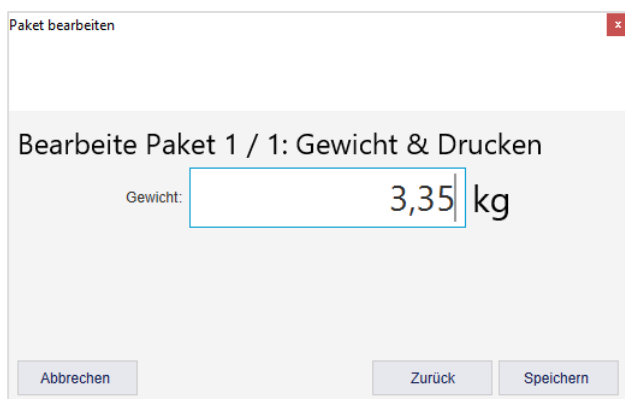 Paket bearbeiten
x
Bearbeite Paket 1 / 1: Gewicht & Drucken
Gewicht: 3,35 kg
Abbrechen Zurück Speichern